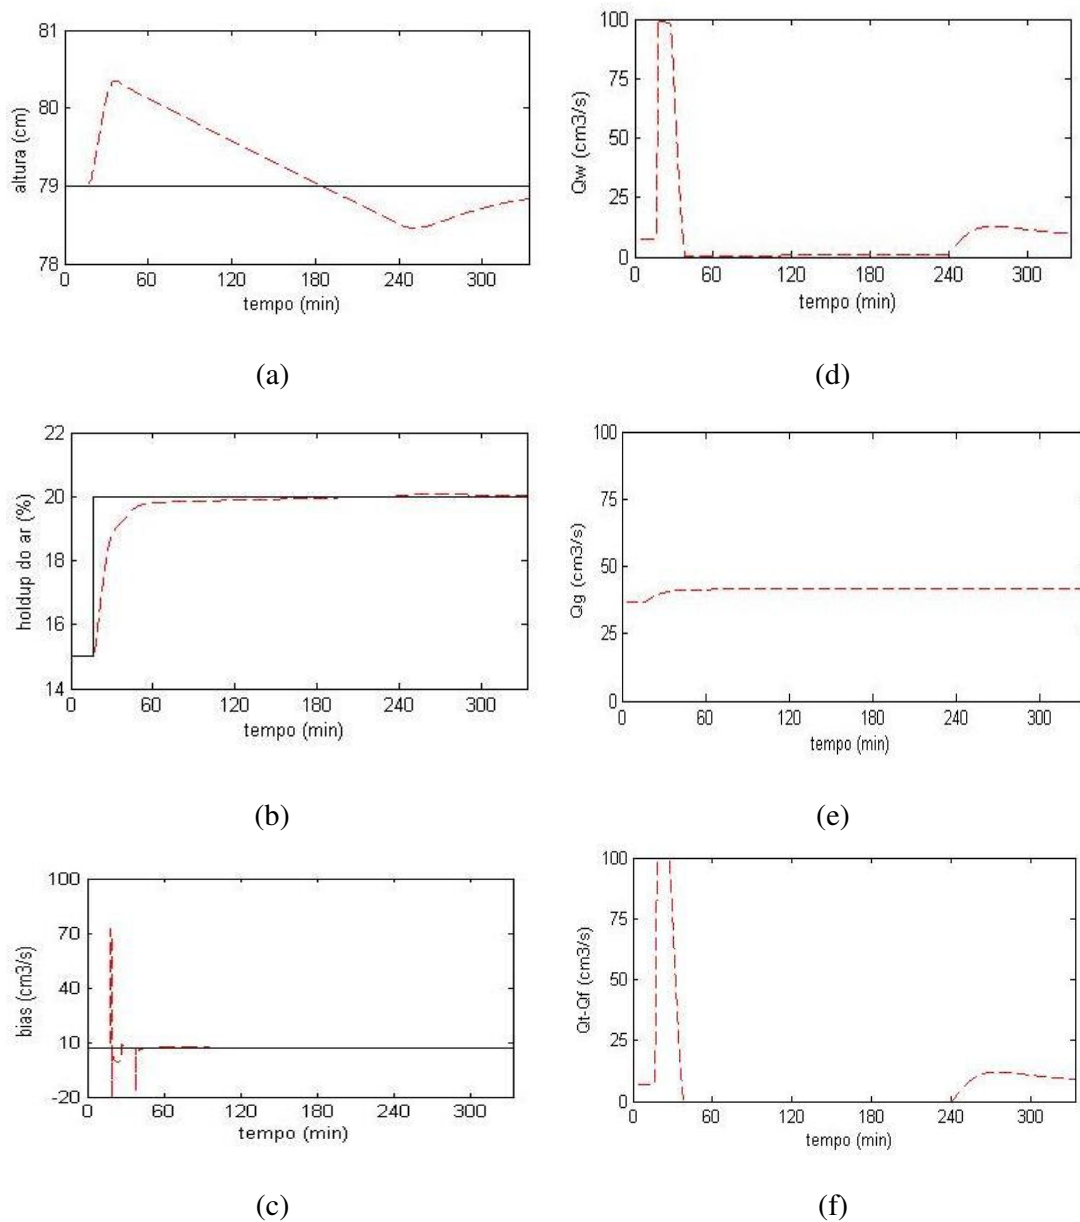 81
80
79
78
altura (cm)
0 60 120 180 240 300
tempo (min)
(a)
100
75
50
25
0
Qw (cm3/s)
0 60 120 180 240 300
tempo (min)
(d)
22
20
18
16
14
holdup do ar (%)
0 60 120 180 240 300
tempo (min)
(b)
100
75
50
25
0
Qg (cm3/s)
0 60 120 180 240 300
tempo (min)
(e)
100
70
40
10
-20
bias (cm3/s)
0 60 120 180 240 300
tempo (min)
(c)
100
75
50
25
0
Qt-Qf (cm3/s)
0 60 120 180 240 300
tempo (min)
(f)